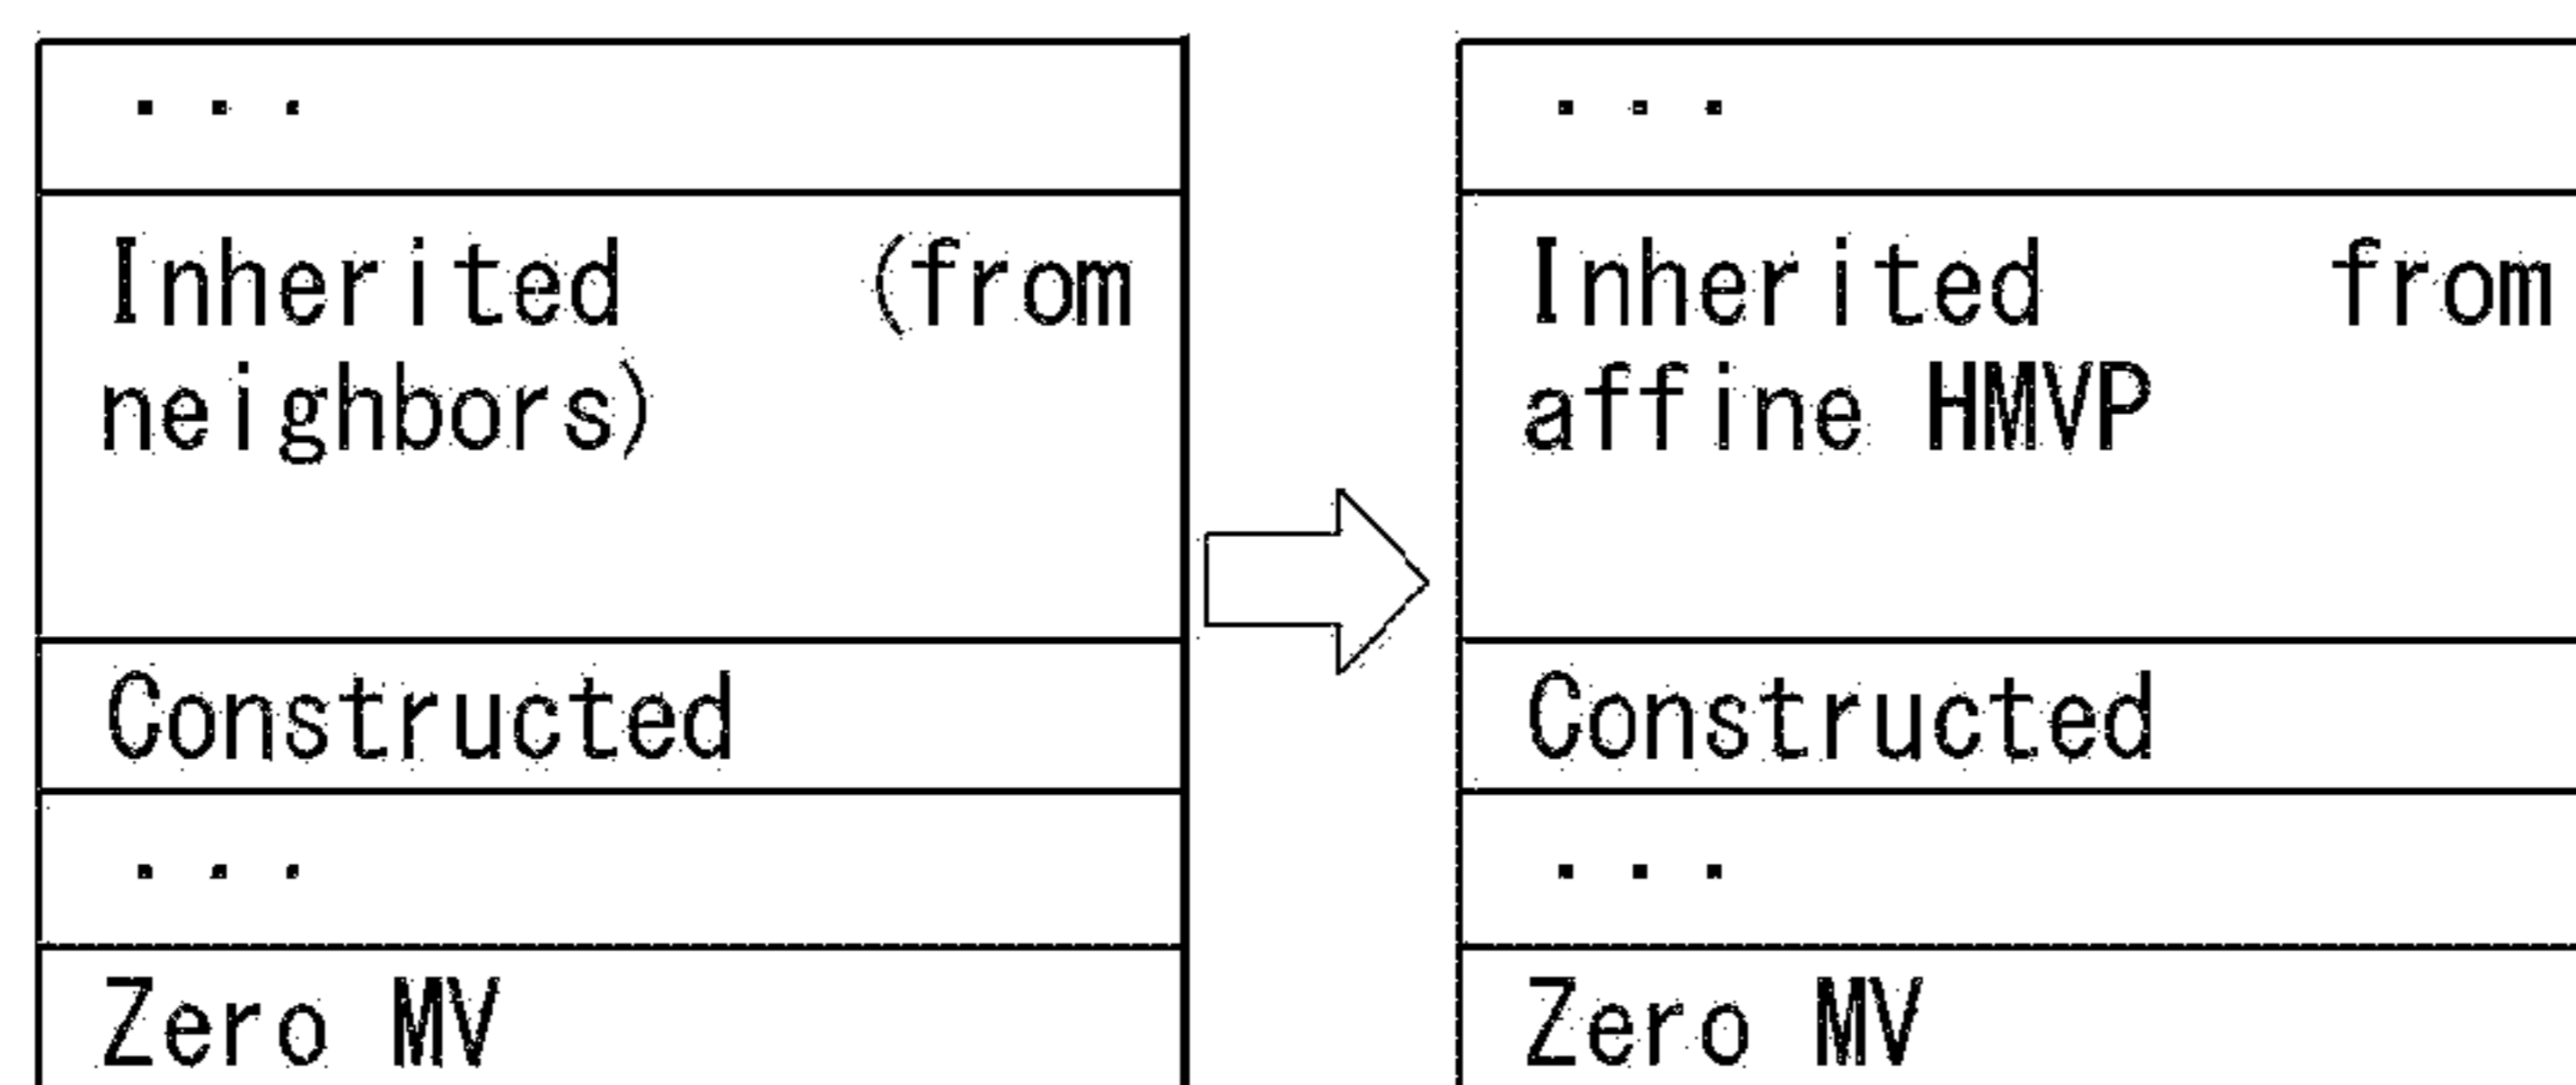 ...
Inherited (from
neighbors)
Constructed
...
Zero MV
...
Inherited from
affine HMVP
Constructed
...
Zero MV